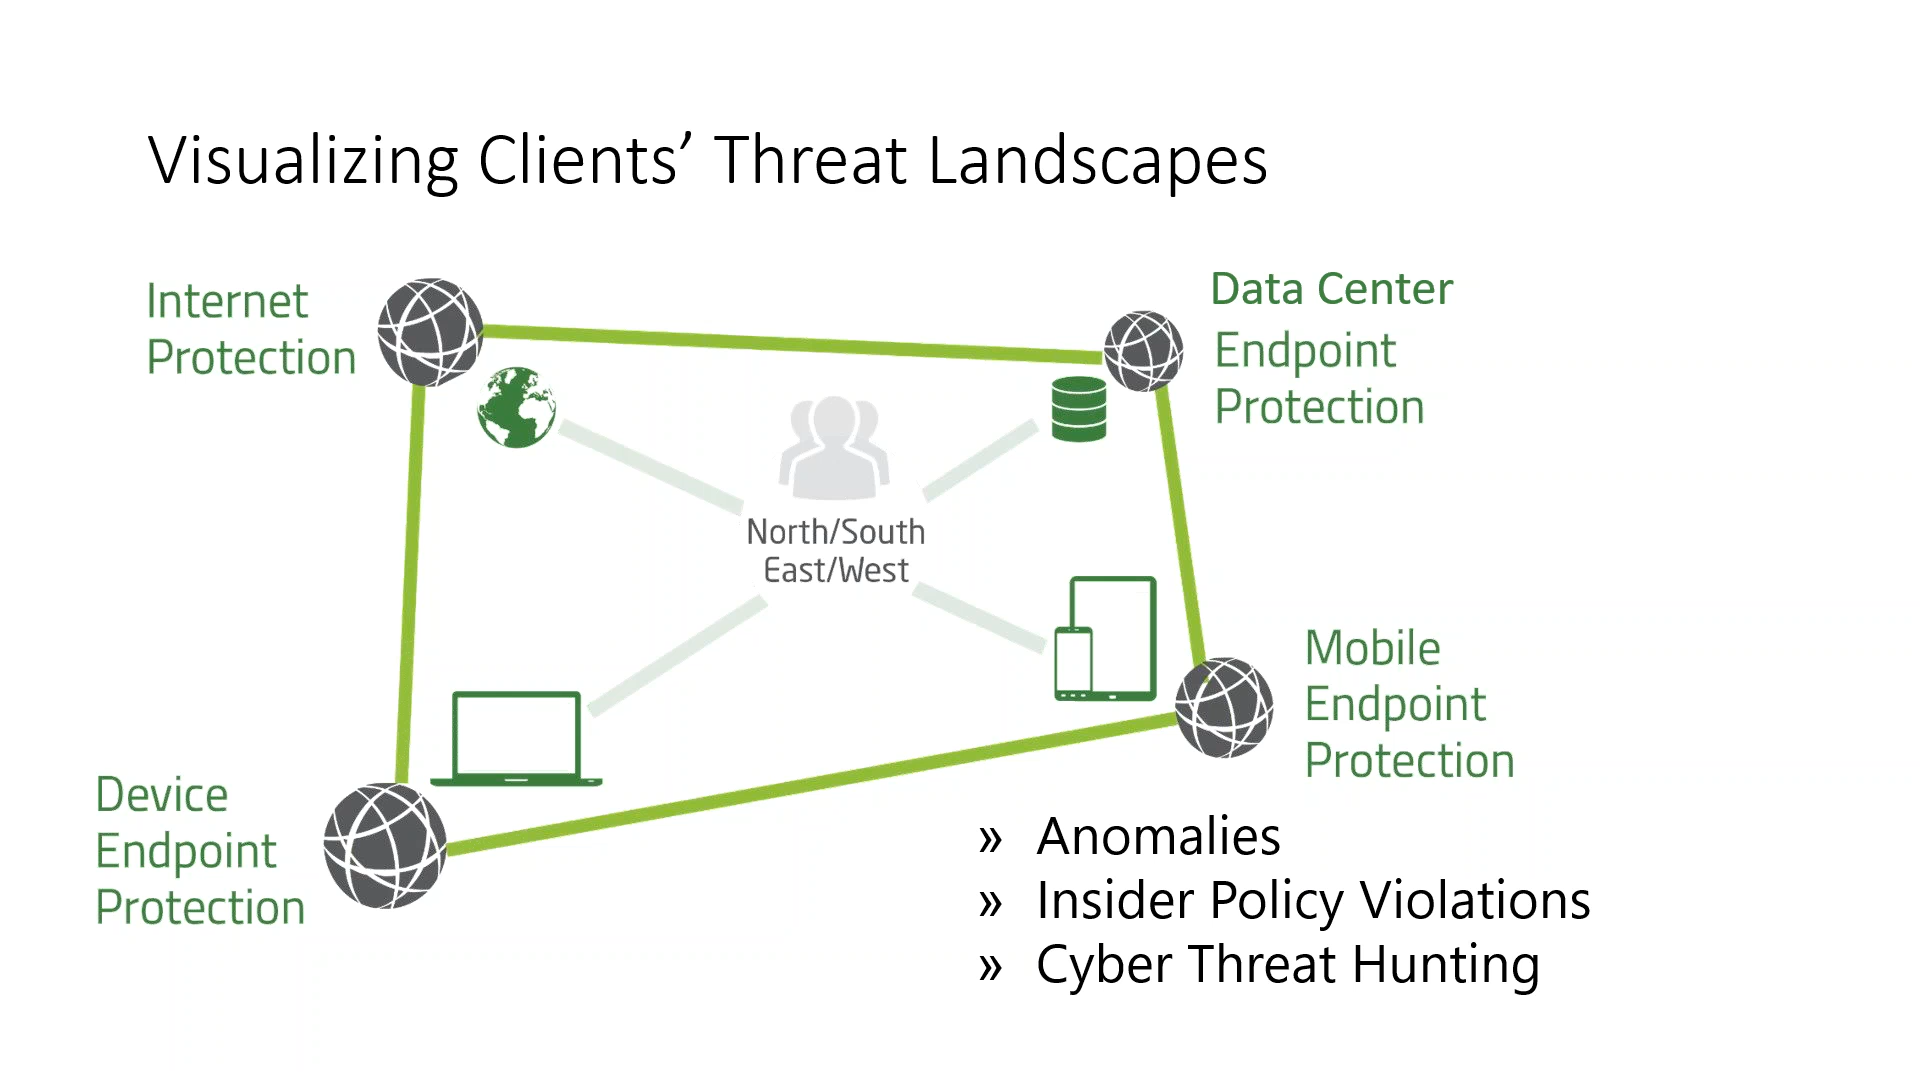 Visualizing Clients’ Threat Landscapes
Internet
Protection
Data Center
Endpoint
Protection
North/South
East/West
Mobile
Endpoint
Protection
Device
Endpoint
Protection
» Anomalies
» Insider Policy Violations
» Cyber Threat Hunting